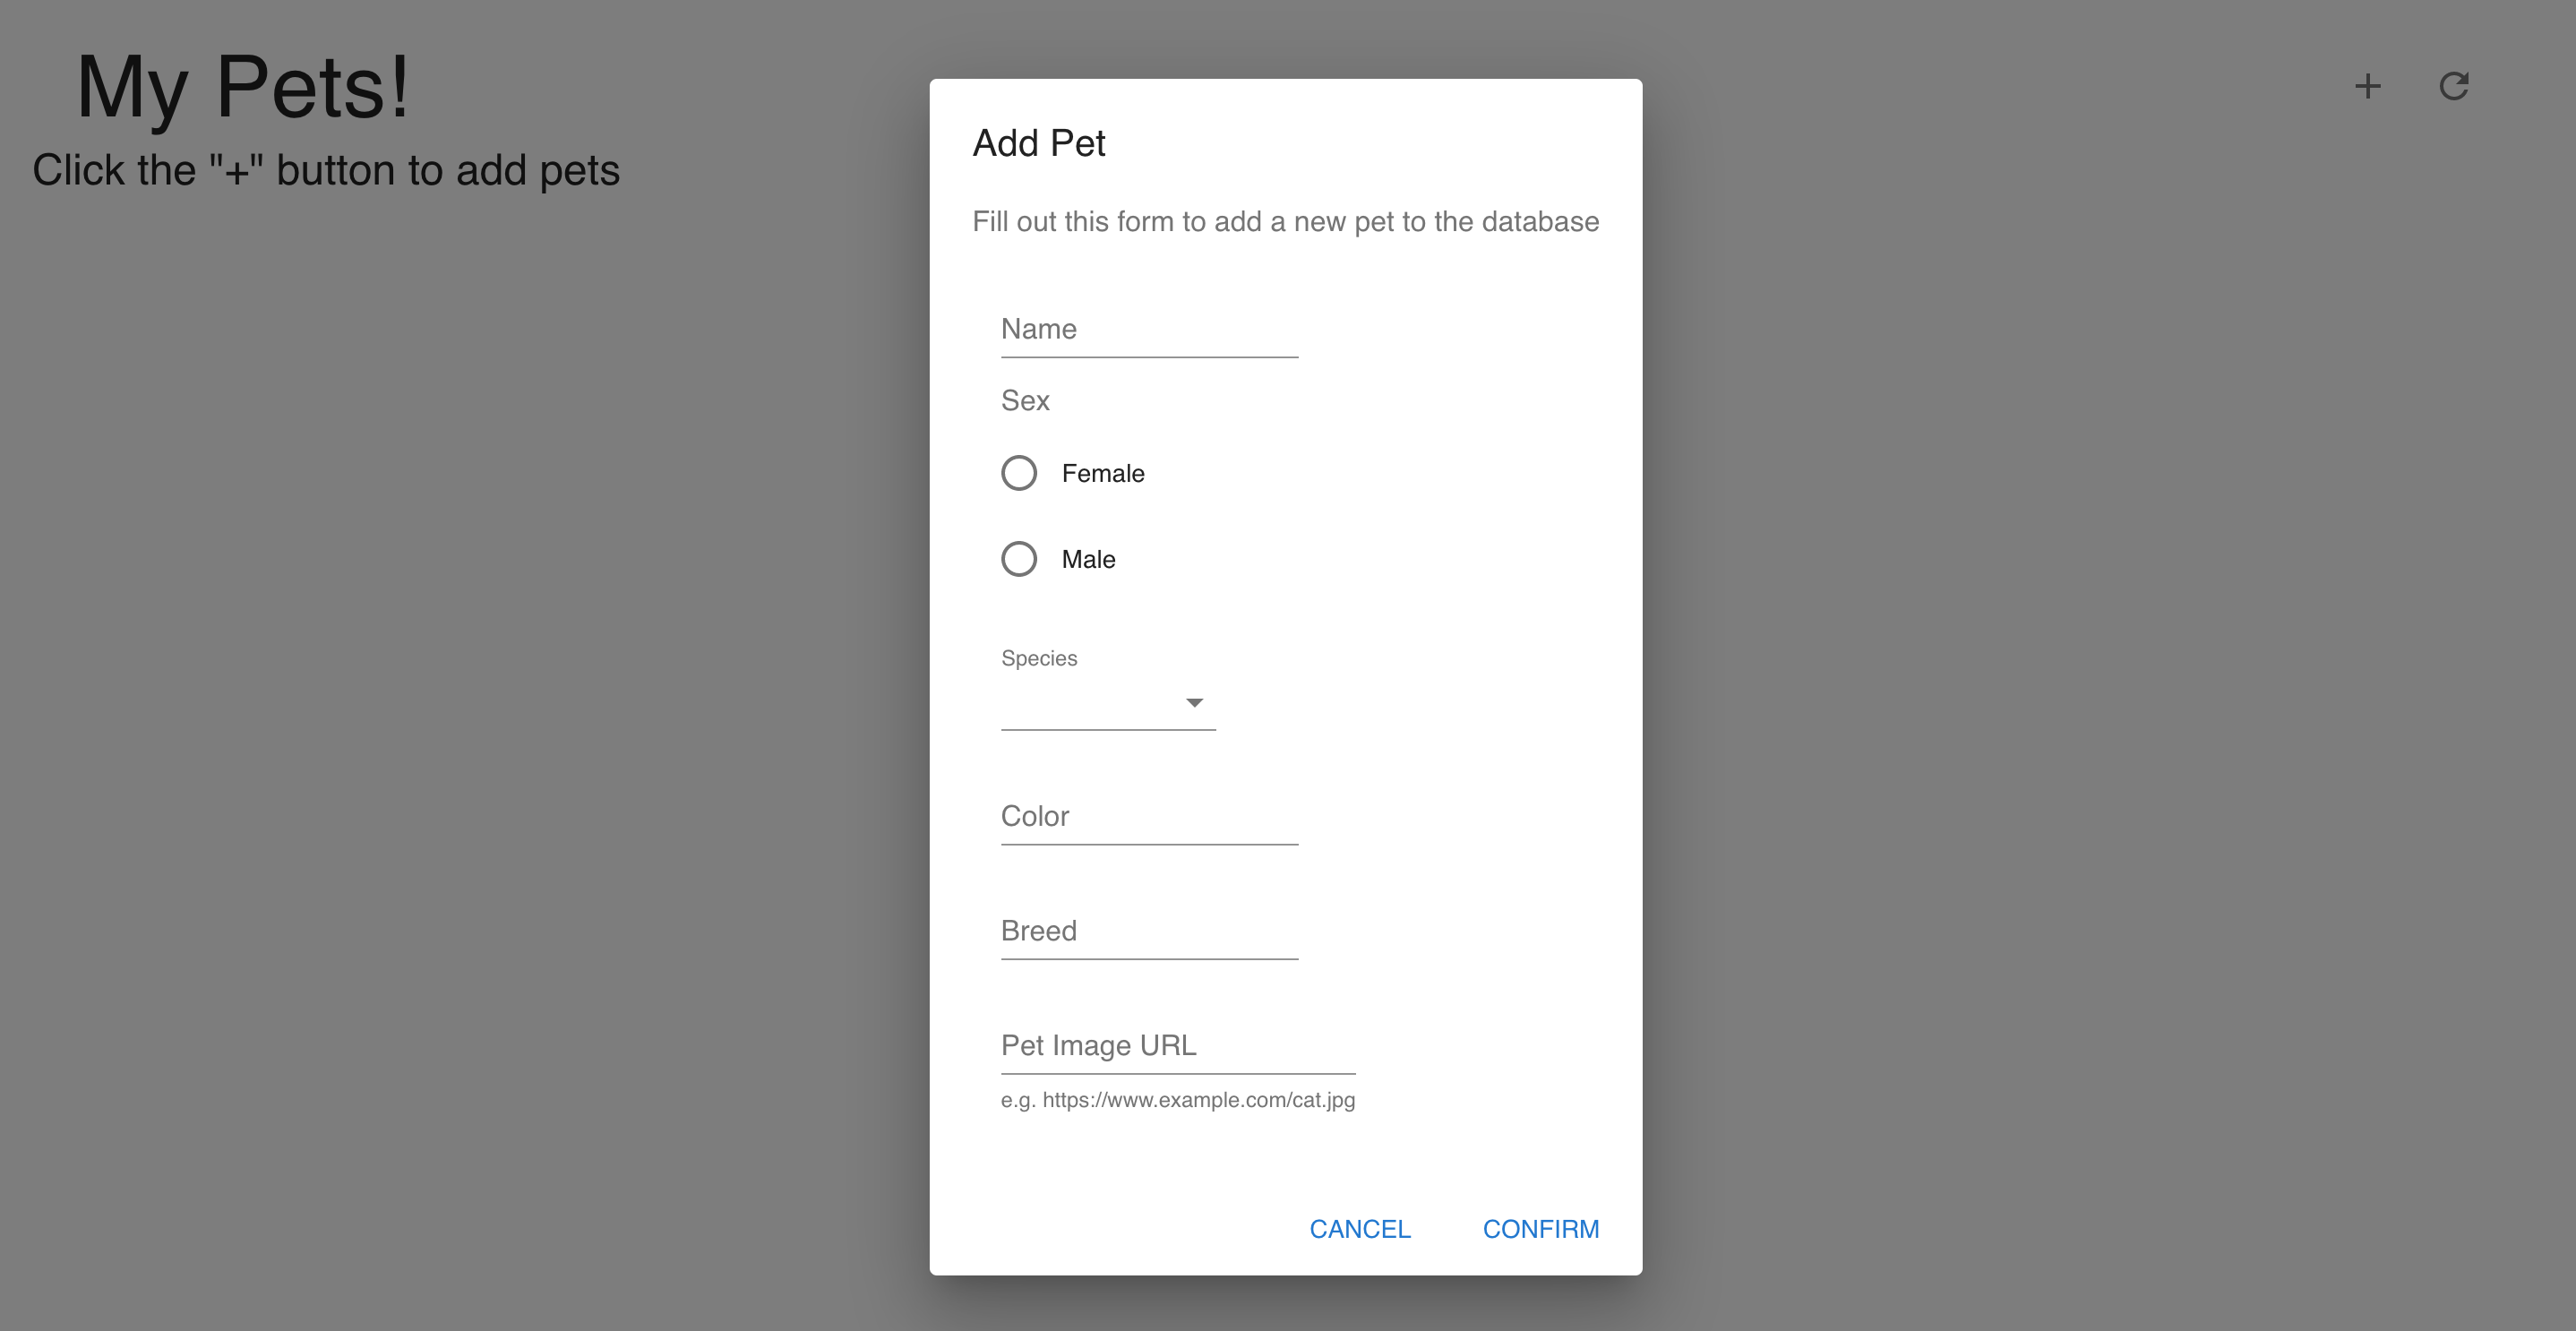 My Pets!
Click the "+" button to add pets
Add Pet
Fill out this form to add a new pet to the database
Name
Sex
Female
Male
Species
Color
Breed
Pet Image URL
e.g. https://www.example.com/cat.jpg
CANCEL CONFIRM